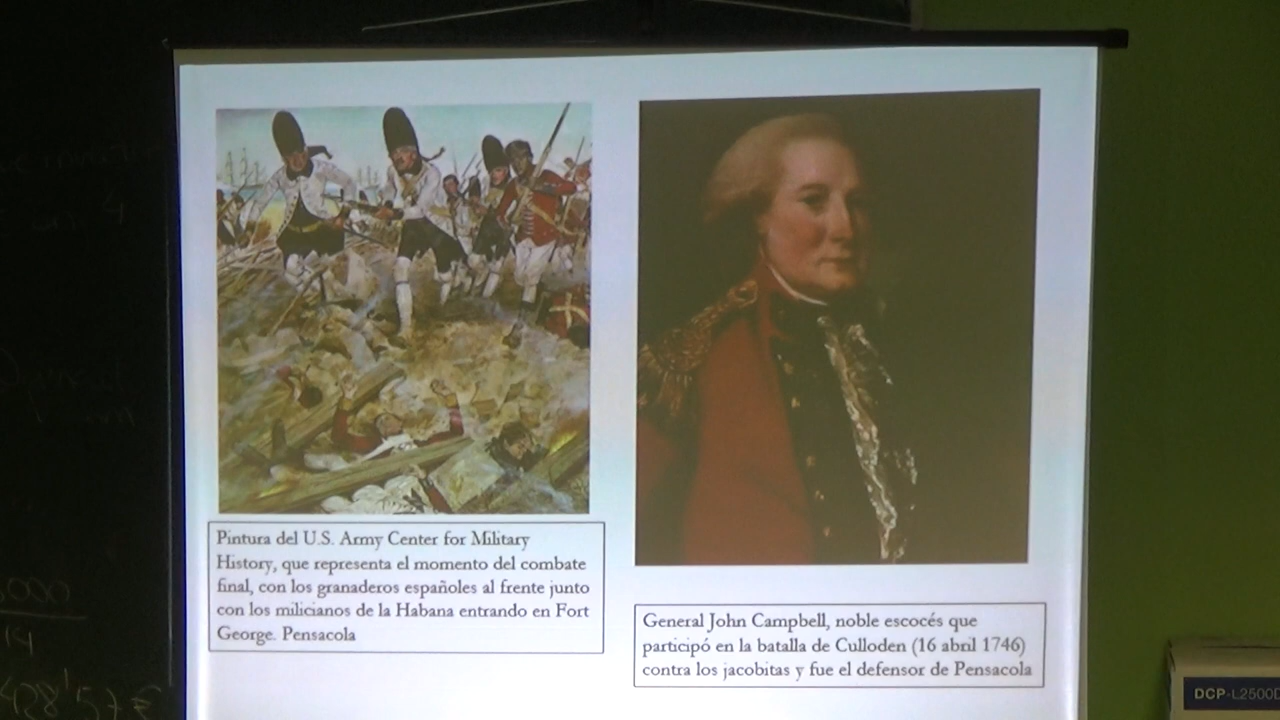 Pintura del U.S. Army Center for Military
History, que representa el momento del combate
final, con los granaderos españoles al frente junto
con los milicianos de la Habana entrando en Fort
George. Pensacola
General John Campbell, noble escocés que
participó en la batalla de Culloden (16 abril 1746)
contra los jacobitas y fue el defensor de Pensacola
DCP-L2500D